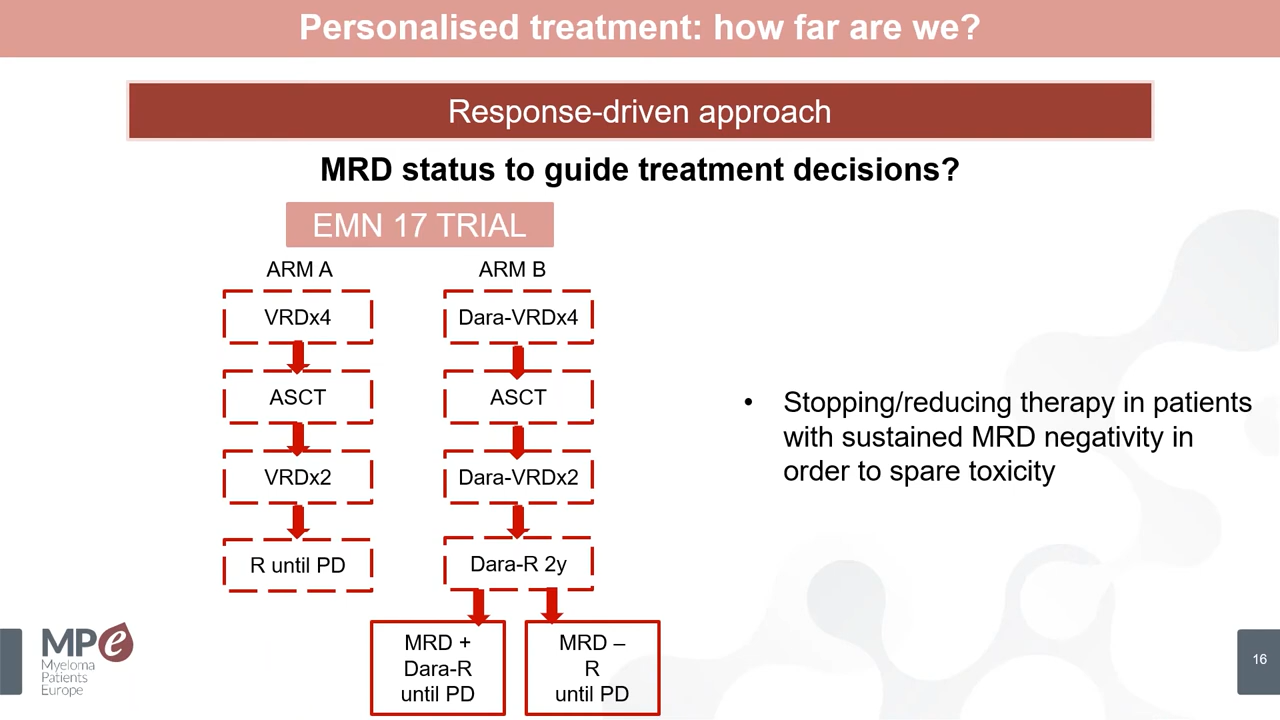 Personalised treatment: how far are we?
Response-driven approach
MRD status to guide treatment decisions?
EMN 17 TRIAL
ARM A
VRDx4
ASCT
VRDx2
R until PD
ARM B
Dara-VRDx4
ASCT
Dara-VRDx2
Dara-R 2y
MRD +
Dara-R
until PD
MRD –
R
until PD
• Stopping/reducing therapy in patients
with sustained MRD negativity in
order to spare toxicity
MPe
Myeloma
Patients
Europe
16